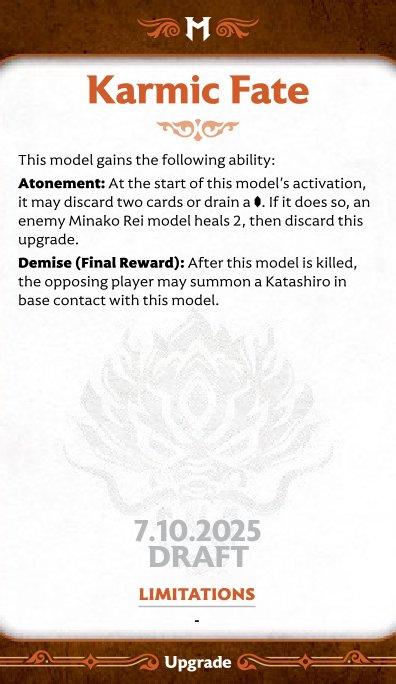 M
Karmic Fate
This model gains the following ability:
Atonement: At the start of this model's activation,
it may discard two cards or drain a . If it does so, an
enemy Minako Rei model heals 2, then discard this
upgrade.
Demise (Final Reward): After this model is killed,
the opposing player may summon a Katashiro in
base contact with this model.
7.10.2025
DRAFT
LIMITATIONS
-
Upgrade